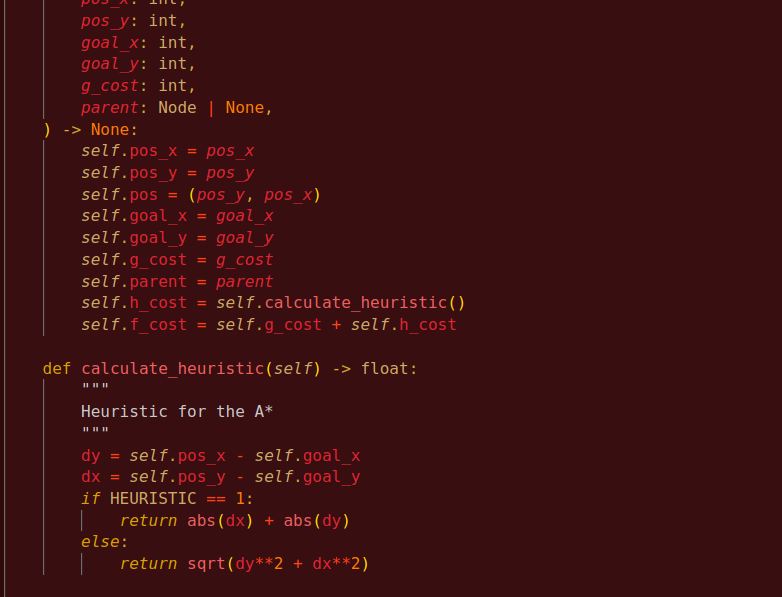 pos_x: int,
pos_y: int,
goal_x: int,
goal_y: int,
g_cost: int,
parent: Node | None,
) -> None:
self.pos_x = pos_x
self.pos_y = pos_y
self.pos = (pos_y, pos_x)
self.goal_x = goal_x
self.goal_y = goal_y
self.g_cost = g_cost
self.parent = parent
self.h_cost = self.calculate_heuristic()
self.f_cost = self.g_cost + self.h_cost
def calculate_heuristic(self) -> float:
"""
Heuristic for the A*
"""
dy = self.pos_x - self.goal_x
dx = self.pos_y - self.goal_y
if HEURISTIC == 1:
return abs(dx) + abs(dy)
else:
return sqrt(dy**2 + dx**2)